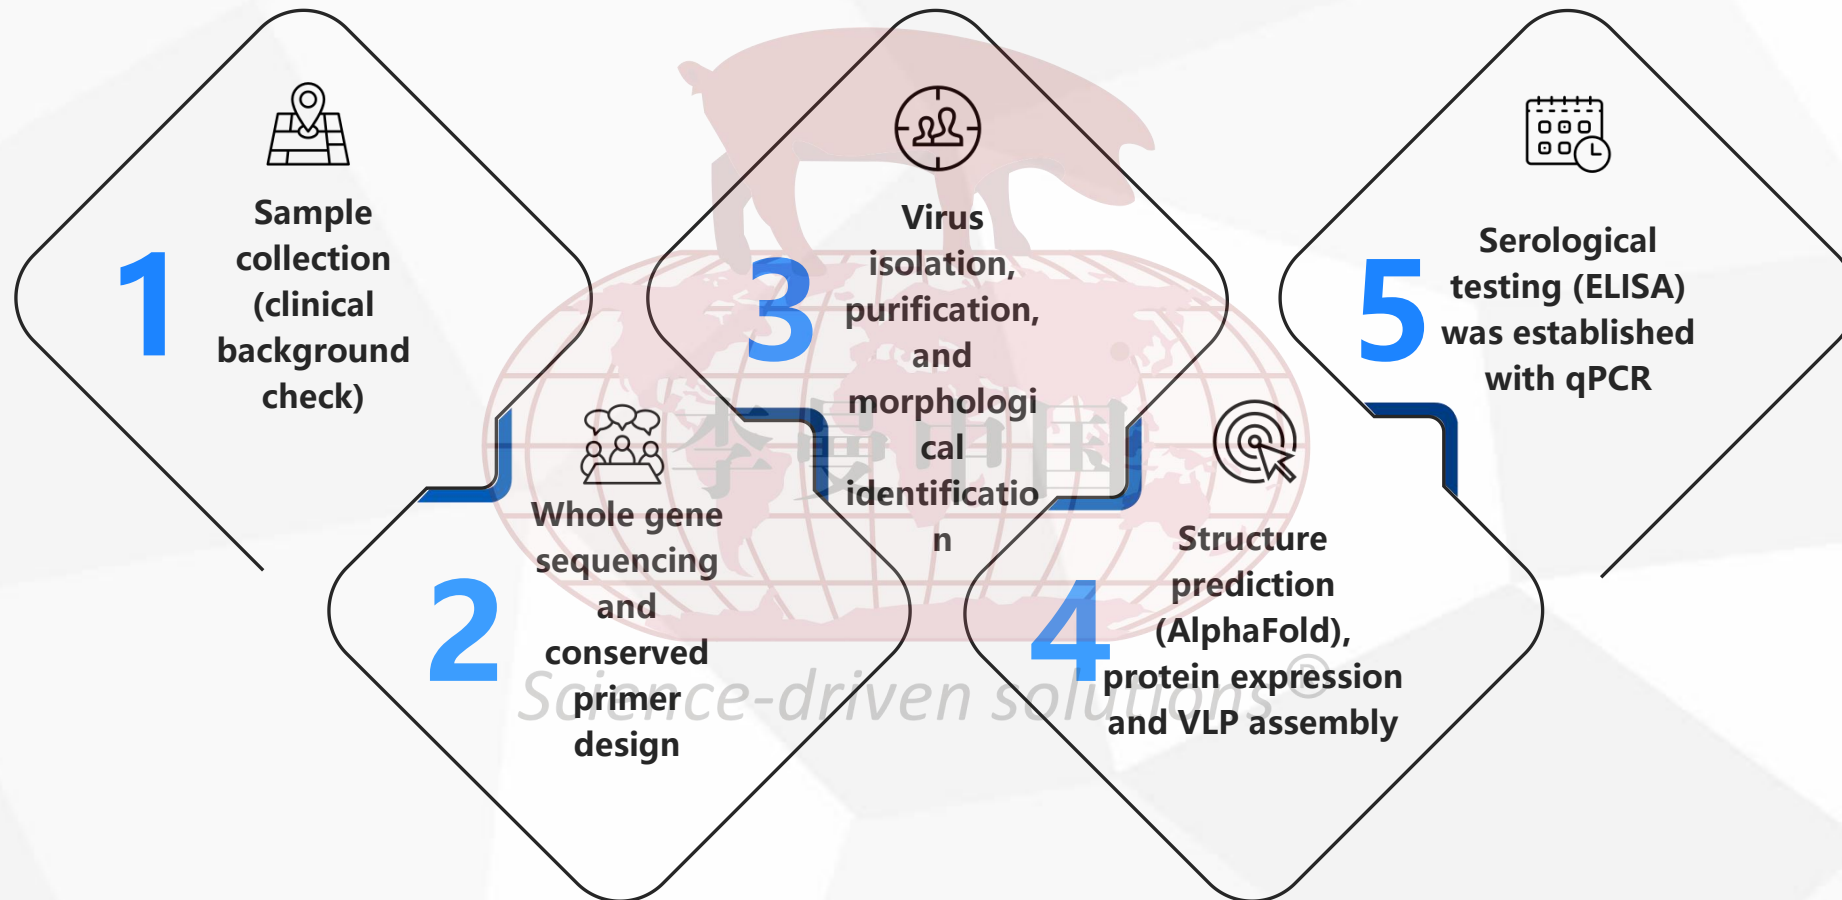 1
Sample
collection
(clinical
background
check)
2
Whole gene
sequencing
and
conserved
primer
design
3
Virus
isolation,
purification,
and
morphologi
cal
identificatio
n
4
Structure
prediction
(AlphaFold),
protein expression
and VLP assembly
5
Serological
testing (ELISA)
was established
with qPCR
李曼中国
Science-driven solutions®